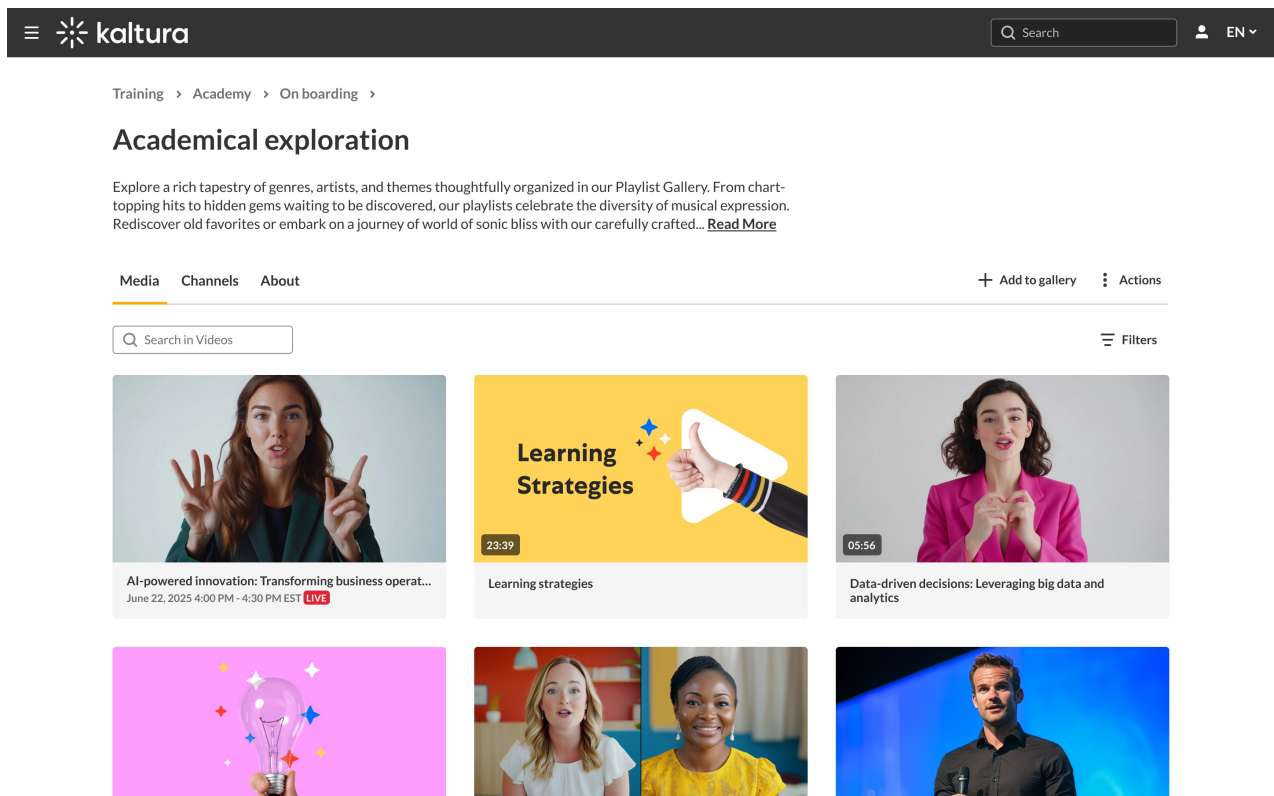 kaltura
Search
EN
Training > Academy > On boarding >
Academical exploration
Explore a rich tapestry of genres, artists, and themes thoughtfully organized in our Playlist Gallery. From chart-
topping hits to hidden gems waiting to be discovered, our playlists celebrate the diversity of musical expression.
Rediscover old favorites or embark on a journey of world of sonic bliss with our carefully crafted... Read More
Media
Channels
About
Add to gallery
Actions
Search in Videos
Filters
AI-powered innovation: Transforming business operat...
June 22, 2025 4:00 PM - 4:30 PM EST LIVE
Learning
Strategies
23:39
Learning strategies
05:56
Data-driven decisions: Leveraging big data and
analytics